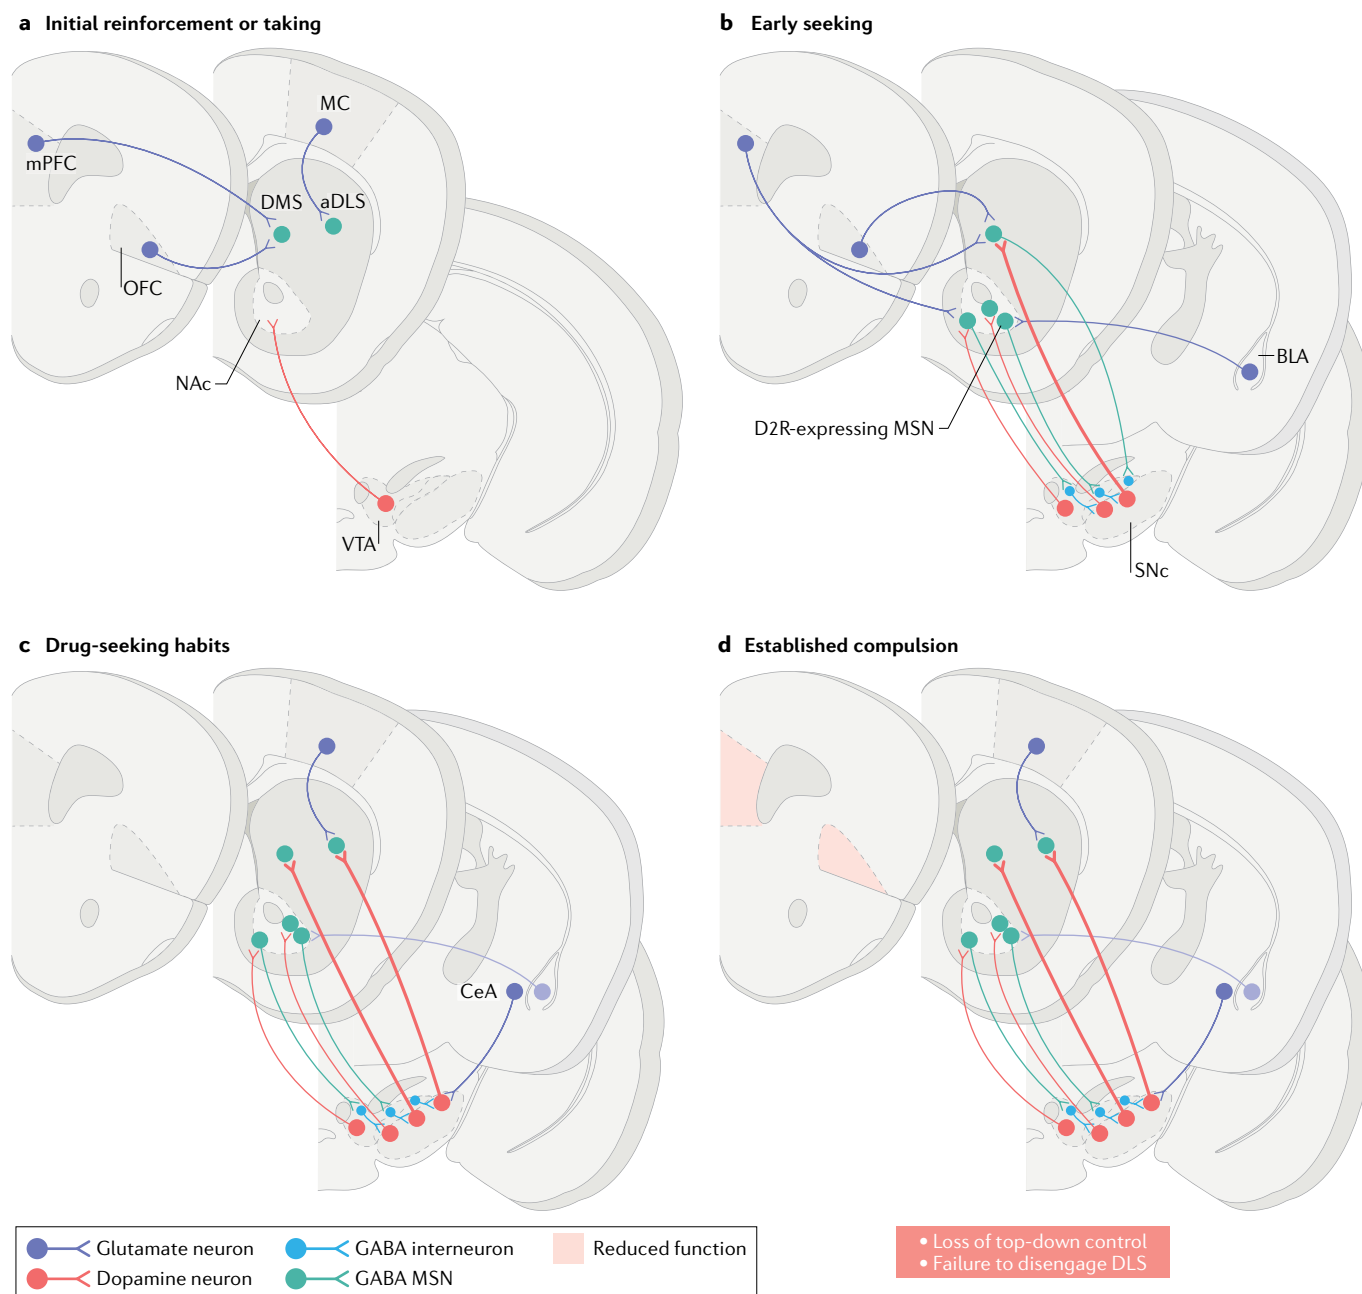 a Initial reinforcement or taking
MC
mPFC
DMS
aDLS
OFC
NAc
VTA
b Early seeking
BLA
D2R-expressing MSN
SNc
c Drug-seeking habits
CeA
d Established compulsion
Glutamate neuron
GABA interneuron
Reduced function
Dopamine neuron
GABA MSN
• Loss of top-down control
• Failure to disengage DLS